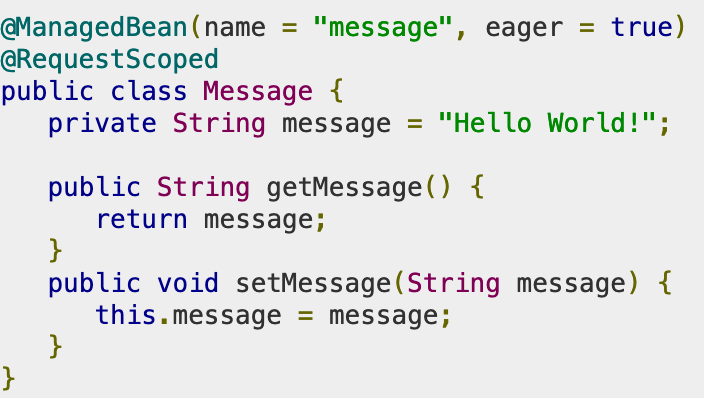 @ManagedBean(name = "message", eager = true)
@RequestScoped
public class Message {
   private String message = "Hello World!";

   public String getMessage() {
      return message;
   }
   public void setMessage(String message) {
      this.message = message;
   }
}